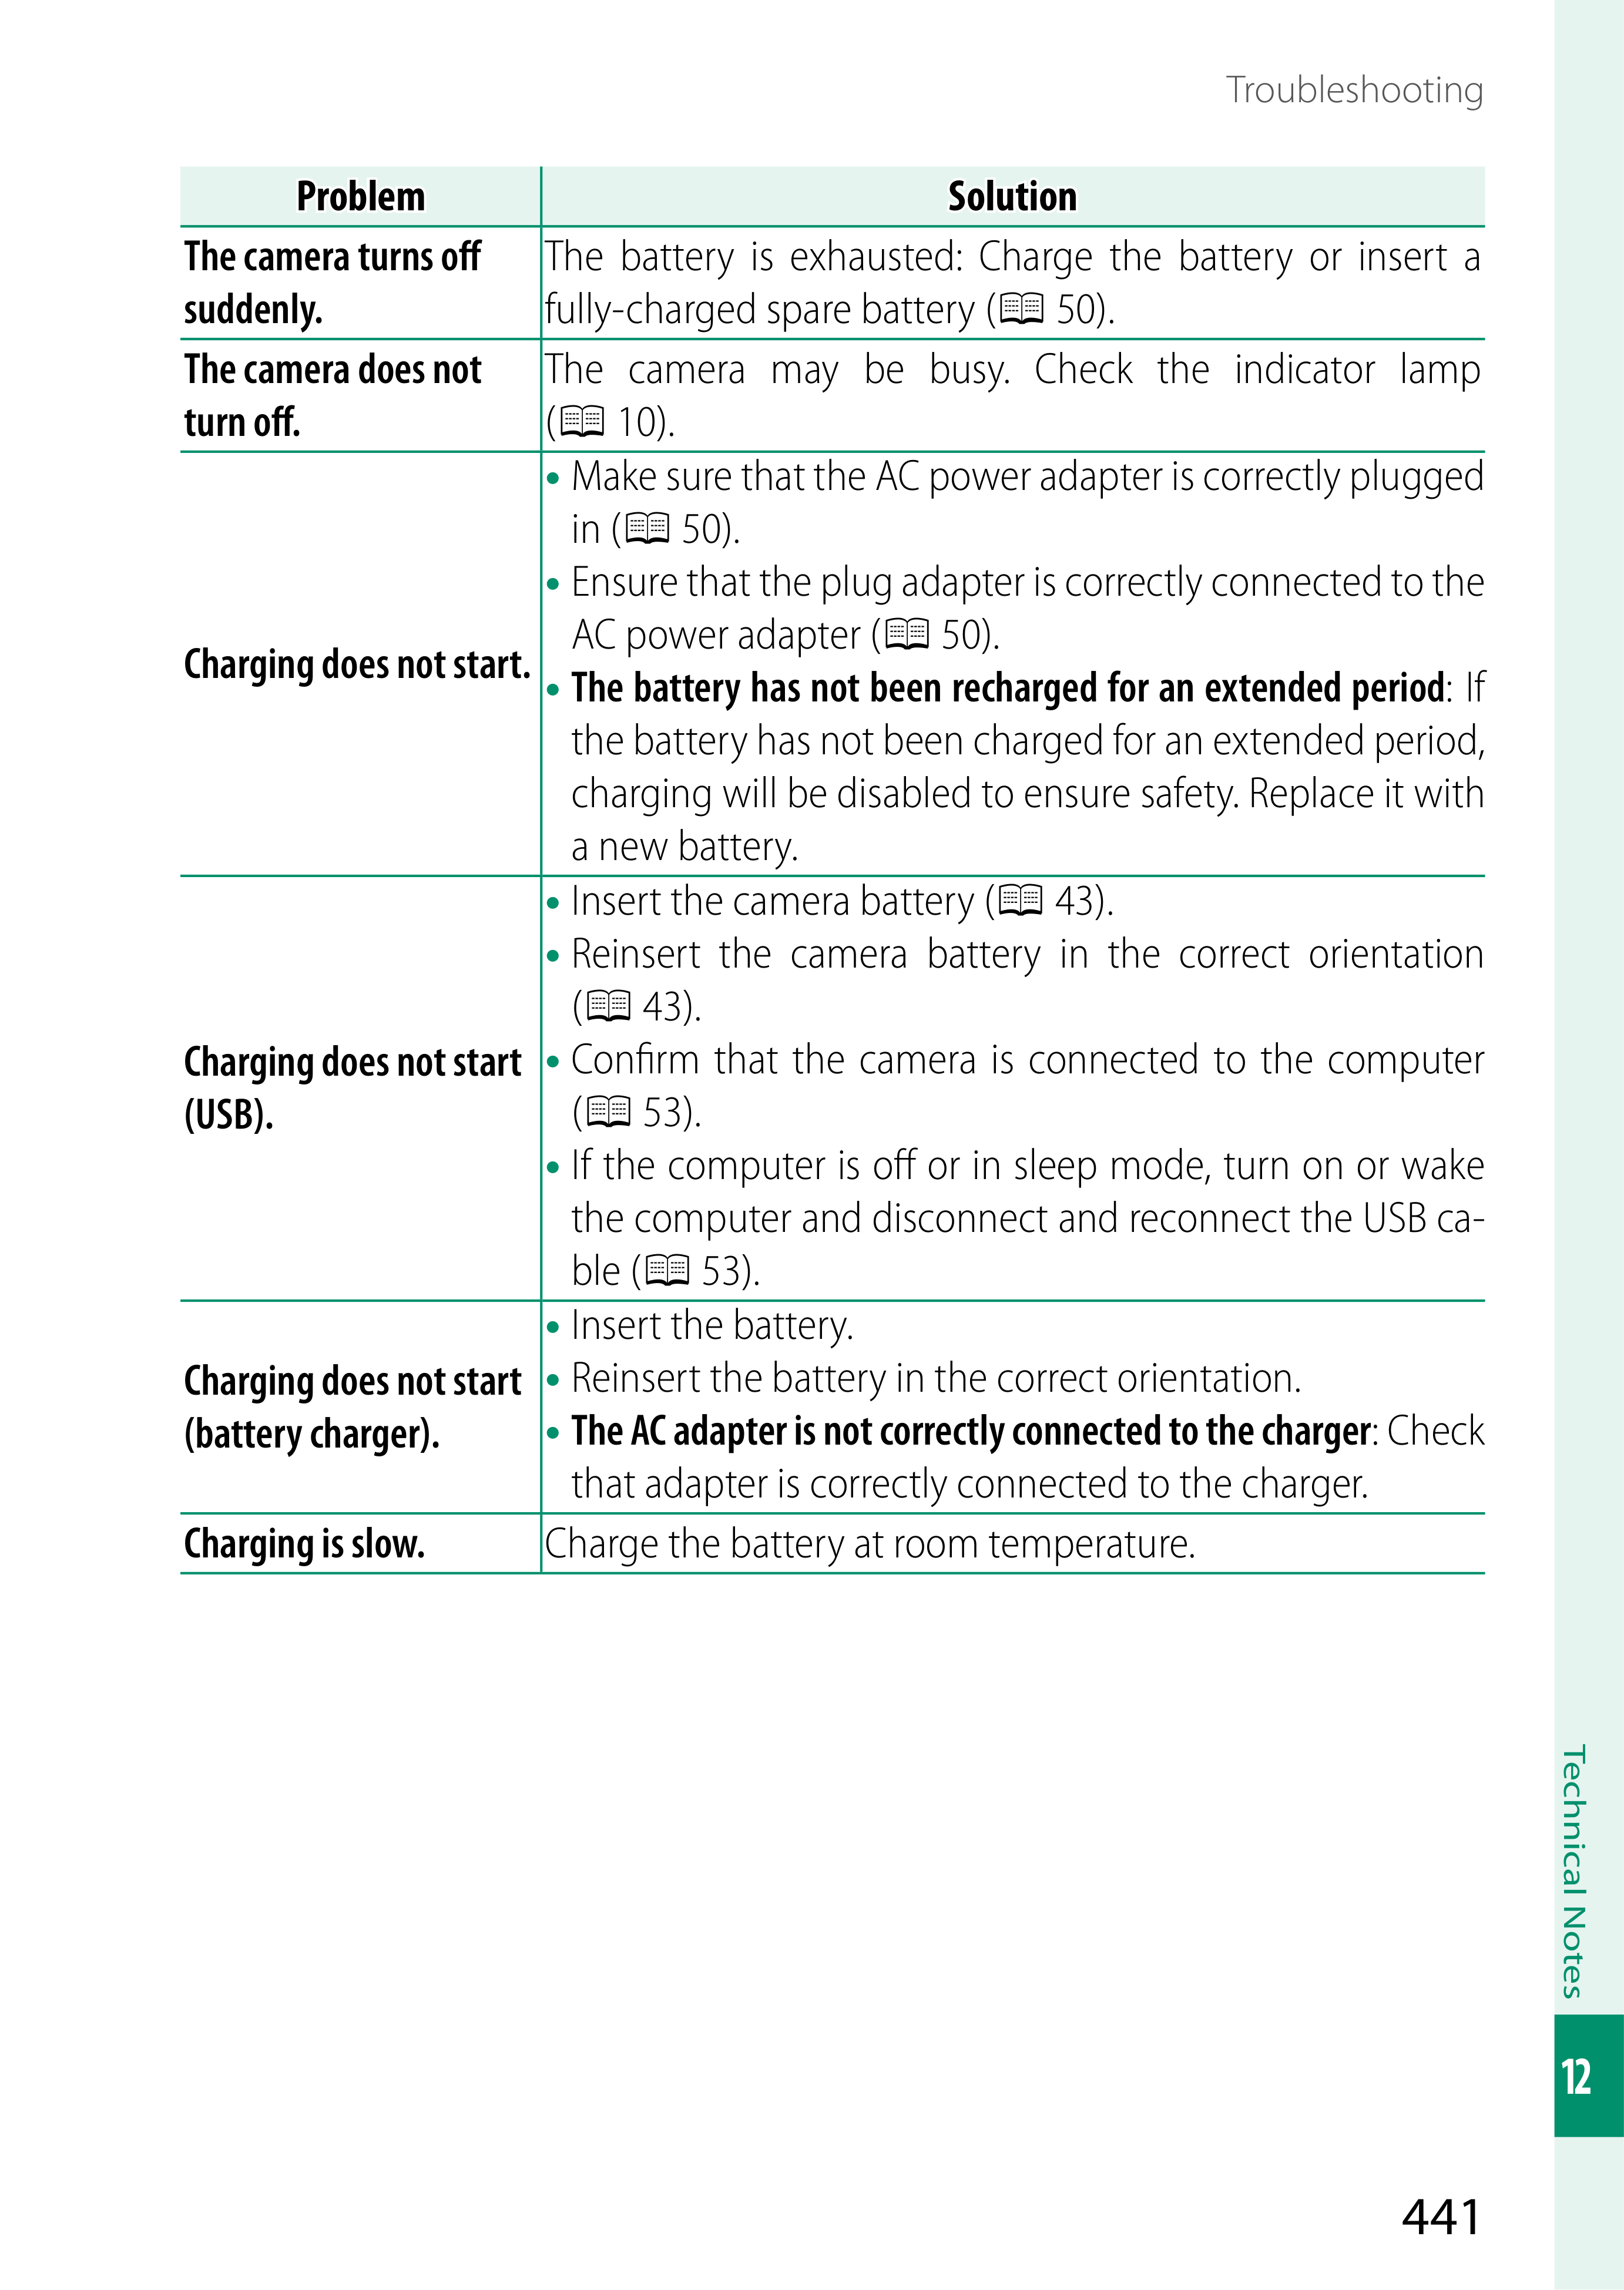 Troubleshooting
Problem
Solution
The camera turns off
suddenly.
The battery is exhausted: Charge the battery or insert a
fully-charged spare battery (📖 50).
The camera does not
turn off.
The camera may be busy. Check the indicator lamp
(📖 10).
Charging does not start.
• Make sure that the AC power adapter is correctly plugged
in (📖 50).
• Ensure that the plug adapter is correctly connected to the
AC power adapter (📖 50).
• The battery has not been recharged for an extended period: If
the battery has not been charged for an extended period,
charging will be disabled to ensure safety. Replace it with
a new battery.
Charging does not start
(USB).
• Insert the camera battery (📖 43).
• Reinsert the camera battery in the correct orientation
(📖 43).
• Confirm that the camera is connected to the computer
(📖 53).
• If the computer is off or in sleep mode, turn on or wake
the computer and disconnect and reconnect the USB ca-
ble (📖 53).
Charging does not start
(battery charger).
• Insert the battery.
• Reinsert the battery in the correct orientation.
• The AC adapter is not correctly connected to the charger: Check
that adapter is correctly connected to the charger.
Charging is slow.
Charge the battery at room temperature.
Technical Notes
12
441